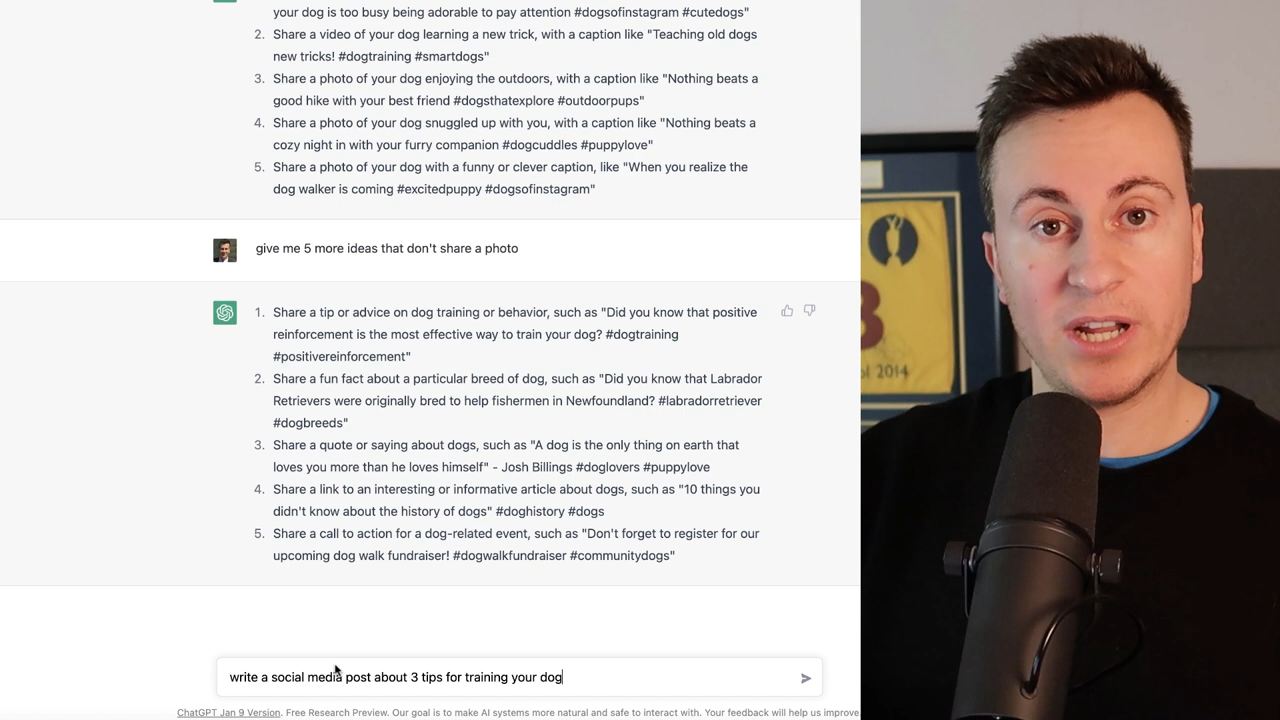 your dog is too busy being adorable to pay attention #dogsofinstagram #cutedogs"
2. Share a video of your dog learning a new trick, with a caption like "Teaching old dogs
new tricks! #dogtraining #smartdogs"
3. Share a photo of your dog enjoying the outdoors, with a caption like "Nothing beats a
good hike with your best friend #dogsthatexplore #outdoorpups"
4. Share a photo of your dog snuggled up with you, with a caption like "Nothing beats a
cozy night in with your furry companion #dogcuddles #puppylove"
5. Share a photo of your dog with a funny or clever caption, like "When you realize the
dog walker is coming #excitedpuppy #dogsofinstagram"
give me 5 more ideas that don't share a photo
1. Share a tip or advice on dog training or behavior, such as "Did you know that positive
reinforcement is the most effective way to train your dog? #dogtraining
#positivereinforcement"
2. Share a fun fact about a particular breed of dog, such as "Did you know that Labrador
Retrievers were originally bred to help fishermen in Newfoundland? #labradorretriever
#dogbreeds"
3. Share a quote or saying about dogs, such as "A dog is the only thing on earth that
loves you more than he loves himself" - Josh Billings #doglovers #puppylove
4. Share a link to an interesting or informative article about dogs, such as "10 things you
didn't know about the history of dogs" #doghistory #dogs
5. Share a call to action for a dog-related event, such as "Don't forget to register for our
upcoming dog walk fundraiser! #dogwalkfundraiser #communitydogs"
write a social media post about 3 tips for training your dog
ChatGPT Jan 9 Version. Free Research Preview. Our goal is to make AI systems more natural and safe to interact with. Your feedback will help us improve
8
2014